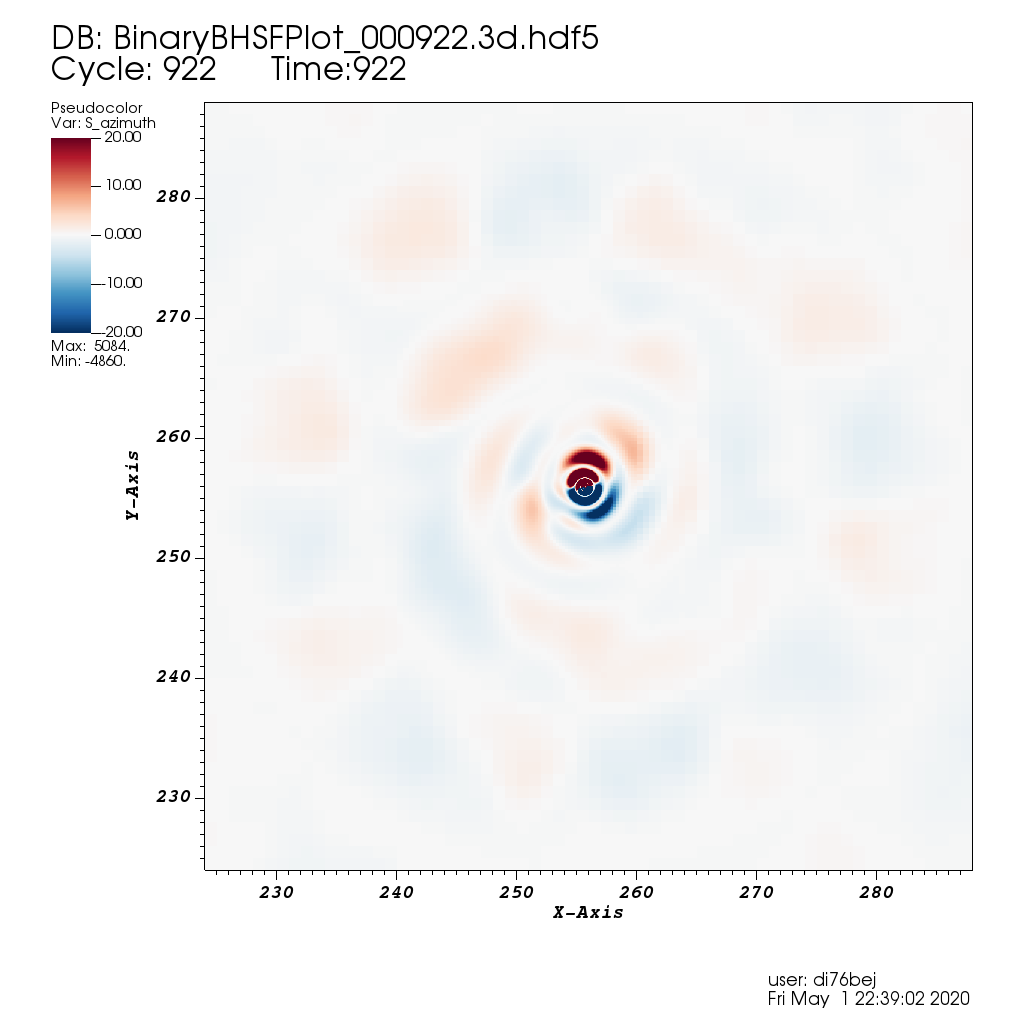 DB: BinaryBHSFPlot_000922.3d.hdf5
Cycle: 922 Time:922
Pseudocolor
Var: S_azimuth
20.00
10.00
0.000
-10.00
-20.00
Max: 5084.
Min: -4860.
280
270
260
250
240
230
Y-Axis
230 240 250 260 270 280
X-Axis
user: di76bej
Fri May 1 22:39:02 2020